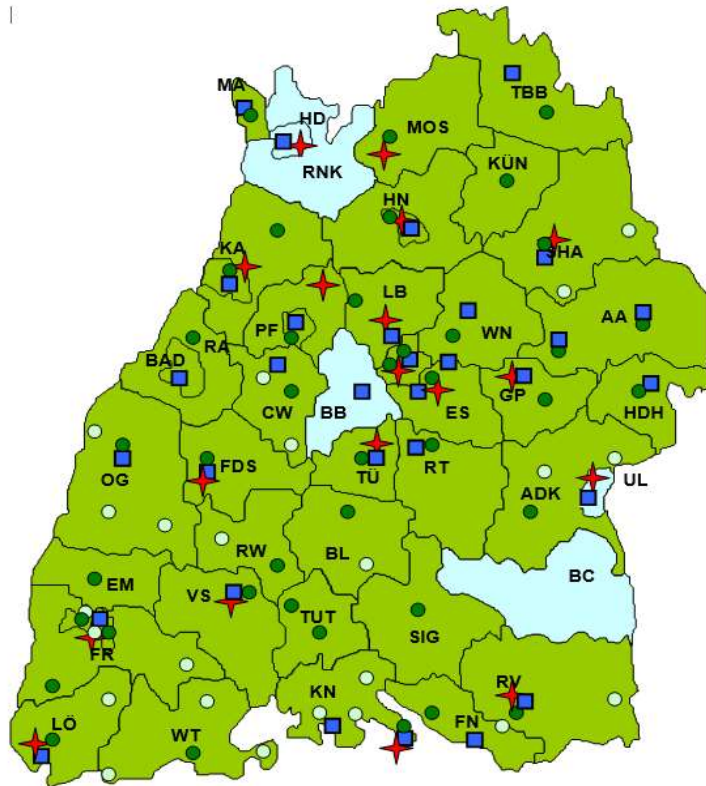 MA
HD
TBB
MOS
RNK
KÜN
HN
KA
SHA
LB
AA
PF
WN
RA
BAD
CW
BB
ES
GP
HDH
OG
FDS
TÜ
RT
ADK
UL
RW
BL
BC
EM
VS
TUT
SIG
FR
KN
RV
LÖ
WT
FN